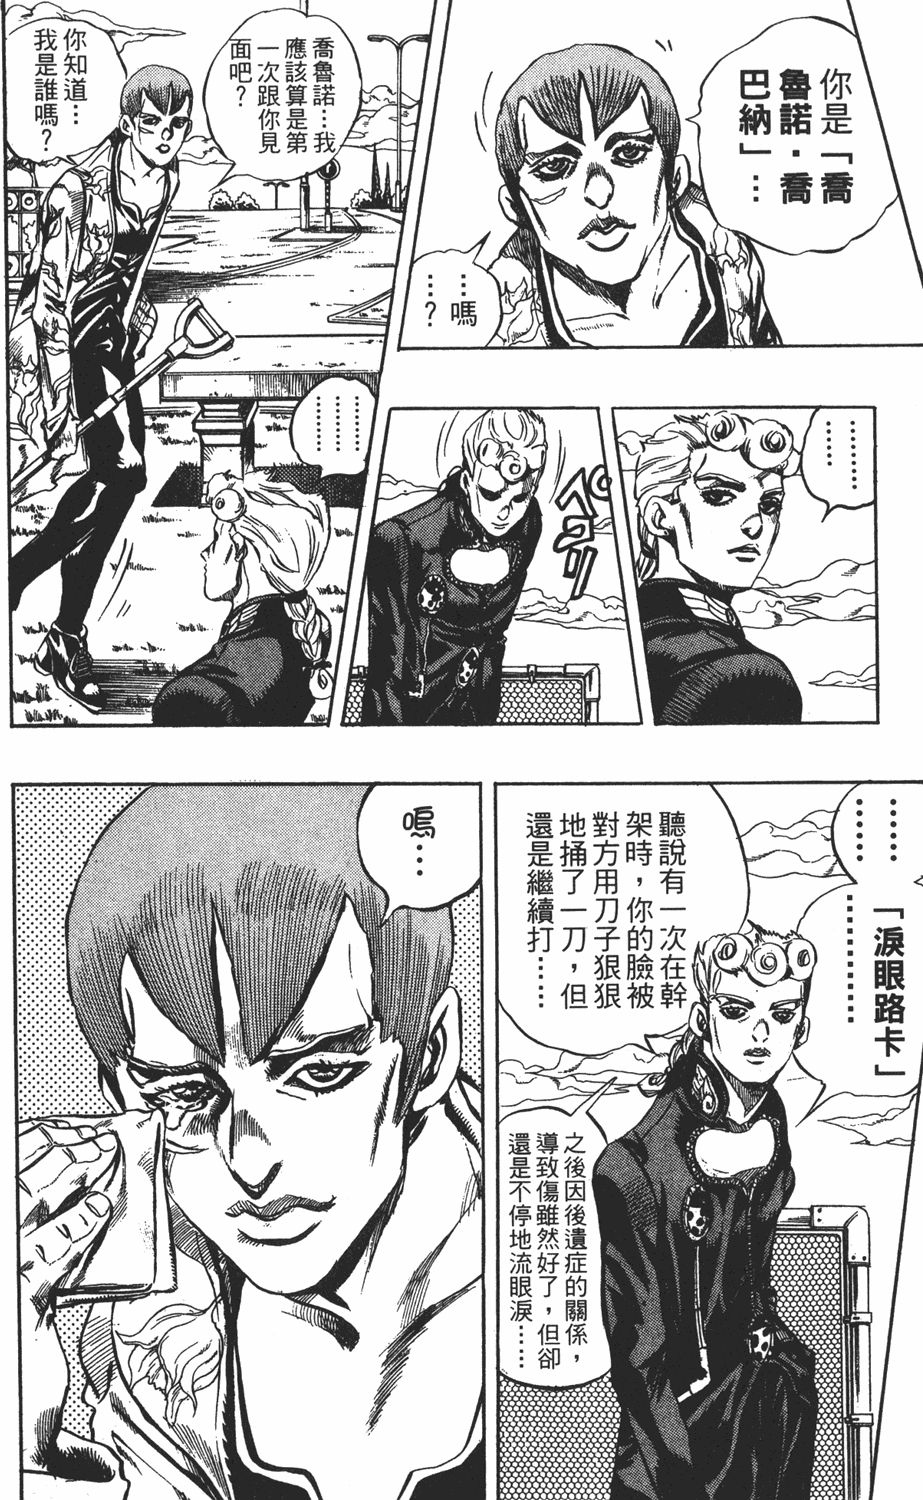 你是「喬
魯諾・喬
巴納」…
…嗎
…？
喬魯諾…我
應該算是第
一次跟你見
面吧？
你知道…
我是誰嗎？
………
………
ペコリ
………
………
……
………
「淚眼路卡」
………
聽說有一次在幹
架時，你的臉被
對方用刀子狠狠
地捅了一刀，但
還是繼續打……
之後因後遺症的關係，
導致傷雖然好了，但卻
還是不停地流眼淚……
嗚…